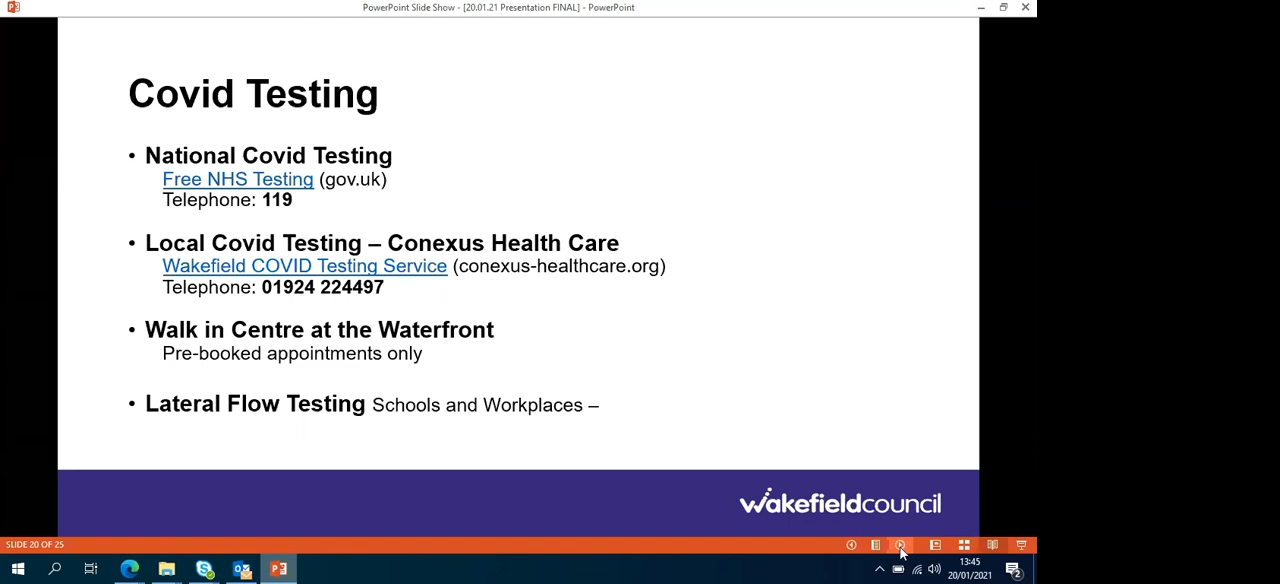 PowerPoint Slide Show - [20.01.21 Presentation FINAL] - PowerPoint
Covid Testing
• National Covid Testing
Free NHS Testing (gov.uk)
Telephone: 119
• Local Covid Testing – Conexus Health Care
Wakefield COVID Testing Service (conexus-healthcare.org)
Telephone: 01924 224497
• Walk in Centre at the Waterfront
Pre-booked appointments only
• Lateral Flow Testing Schools and Workplaces –
wakefieldcouncil
SLIDE 20 OF 25
13:45
20/01/2021
2